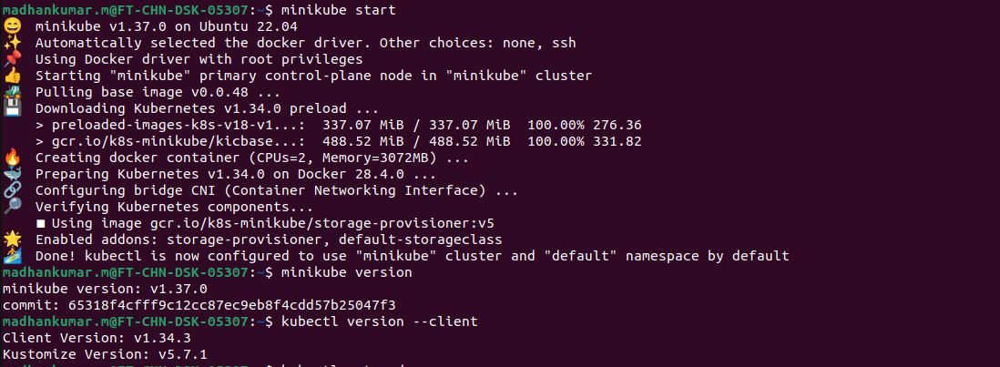 madhankumar.m@FT-CHN-DSK-05307:~$ minikube start
😄 minikube v1.37.0 on Ubuntu 22.04
✨ Automatically selected the docker driver. Other choices: none, ssh
📌 Using Docker driver with root privileges
👍 Starting "minikube" primary control-plane node in "minikube" cluster
🚜 Pulling base image v0.0.48 ...
💾 Downloading Kubernetes v1.34.0 preload ...
> preloaded-images-k8s-v18-v1...: 337.07 MiB / 337.07 MiB 100.00% 276.36
> gcr.io/k8s-minikube/kicbase...: 488.52 MiB / 488.52 MiB 100.00% 331.82
🔥 Creating docker container (CPUs=2, Memory=3072MB) ...
🐳 Preparing Kubernetes v1.34.0 on Docker 28.4.0 ...
🔗 Configuring bridge CNI (Container Networking Interface) ...
🔎 Verifying Kubernetes components...
■ Using image gcr.io/k8s-minikube/storage-provisioner:v5
🌟 Enabled addons: storage-provisioner, default-storageclass
🏄 Done! kubectl is now configured to use "minikube" cluster and "default" namespace by default
madhankumar.m@FT-CHN-DSK-05307:~$ minikube version
minikube version: v1.37.0
commit: 65318f4cfff9c12cc87ec9eb8f4cdd57b25047f3
madhankumar.m@FT-CHN-DSK-05307:~$ kubectl version --client
Client Version: v1.34.3
Kustomize Version: v5.7.1